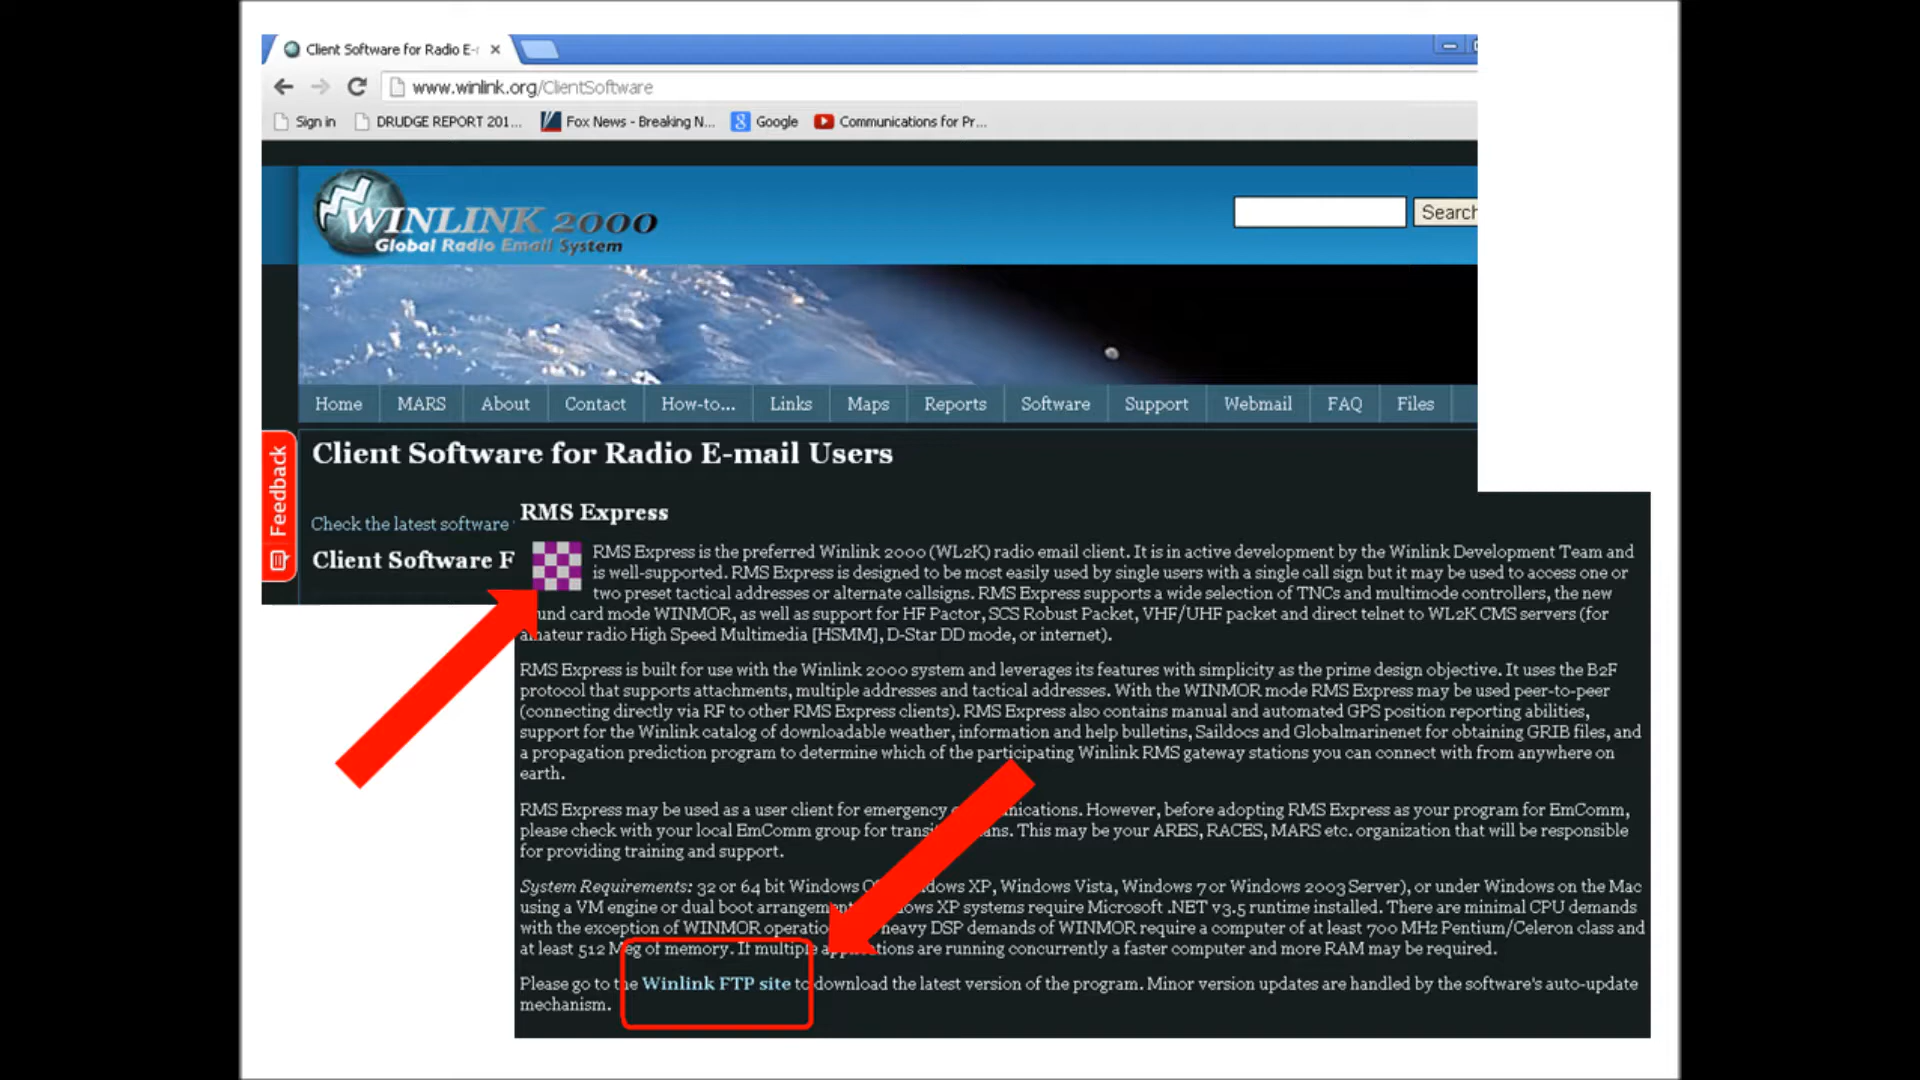 Client Software for Radio E-
www.winlink.org/ClientSoftware
Sign in DRUDGE REPORT 201... Fox News - Breaking N... Google Communications for Pr...
WINLINK 2000
Global Radio Email System
Search
Home MARS About Contact How-to... Links Maps Reports Software Support Webmail FAQ Files
Feedback
Client Software for Radio E-mail Users
Check the latest software
Client Software F
RMS Express
RMS Express is the preferred Winlink 2000 (WL2K) radio email client. It is in active development by the Winlink Development Team and
is well-supported. RMS Express is designed to be most easily used by single users with a single call sign but it may be used to access one or
two preset tactical addresses or alternate callsigns. RMS Express supports a wide selection of TNCs and multimode controllers, the new
und card mode WINMOR, as well as support for HF Pactor, SCS Robust Packet, VHF/UHF packet and direct telnet to WL2K CMS servers (for
amateur radio High Speed Multimedia [HSMM], D-Star DD mode, or internet).
RMS Express is built for use with the Winlink 2000 system and leverages its features with simplicity as the prime design objective. It uses the B2F
protocol that supports attachments, multiple addresses and tactical addresses. With the WINMOR mode RMS Express may be used peer-to-peer
(connecting directly via RF to other RMS Express clients). RMS Express also contains manual and automated GPS position reporting abilities,
support for the Winlink catalog of downloadable weather, information and help bulletins, Saildocs and Globalmarinenet for obtaining GRIB files, and
a propagation prediction program to determine which of the participating Winlink RMS gateway stations you can connect with from anywhere on
earth.
RMS Express may be used as a user client for emergency nications. However, before adopting RMS Express as your program for EmComm,
please check with your local EmComm group for transi ans. This may be your ARES, RACES, MARS etc. organization that will be responsible
for providing training and support.
System Requirements: 32 or 64 bit Windows O dows XP, Windows Vista, Windows 7 or Windows 2003 Server), or under Windows on the Mac
using a VM engine or dual boot arrangement ows XP systems require Microsoft .NET v3.5 runtime installed. There are minimal CPU demands
with the exception of WINMOR operatio heavy DSP demands of WINMOR require a computer of at least 700 MHz Pentium/Celeron class and
at least 512 Meg of memory. If multiple applications are running concurrently a faster computer and more RAM may be required.
Please go to the Winlink FTP site to download the latest version of the program. Minor version updates are handled by the software's auto-update
mechanism.